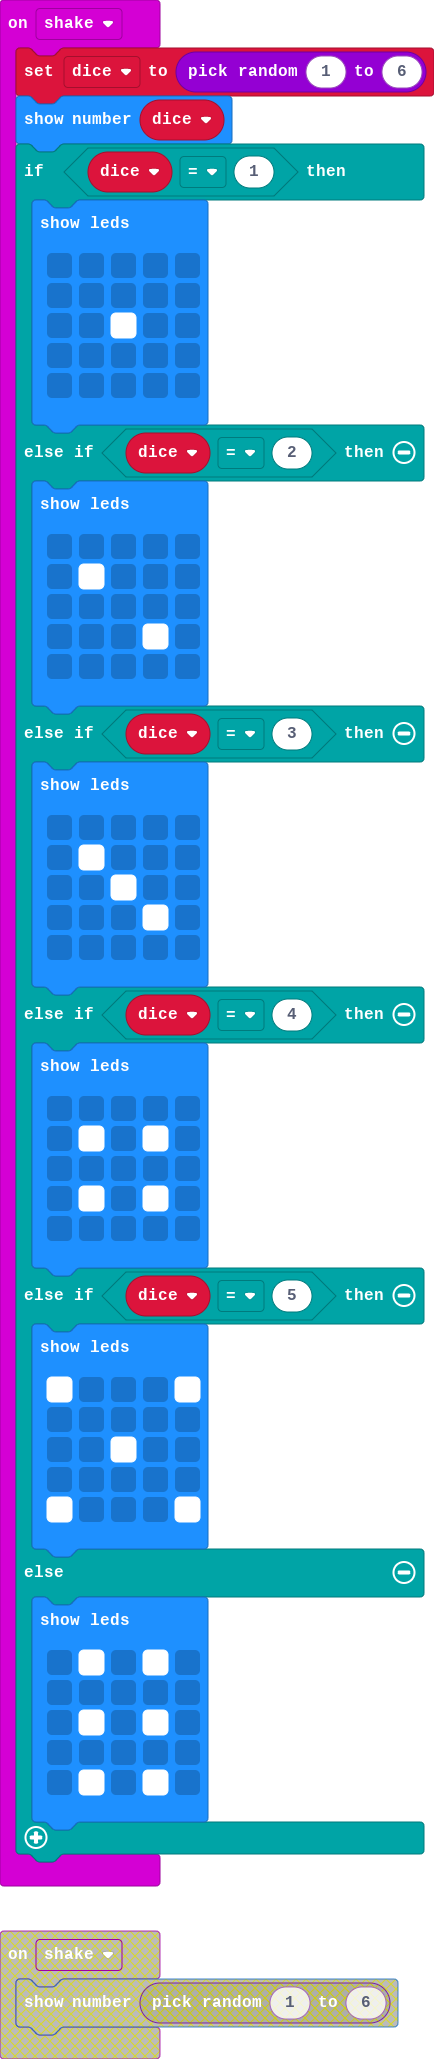 on shake
set dice to pick random 1 to 6
show number dice
if dice = 1 then
show leds
else if dice = 2 then
show leds
else if dice = 3 then
show leds
else if dice = 4 then
show leds
else if dice = 5 then
show leds
else
show leds
on shake
show number pick random 1 to 6